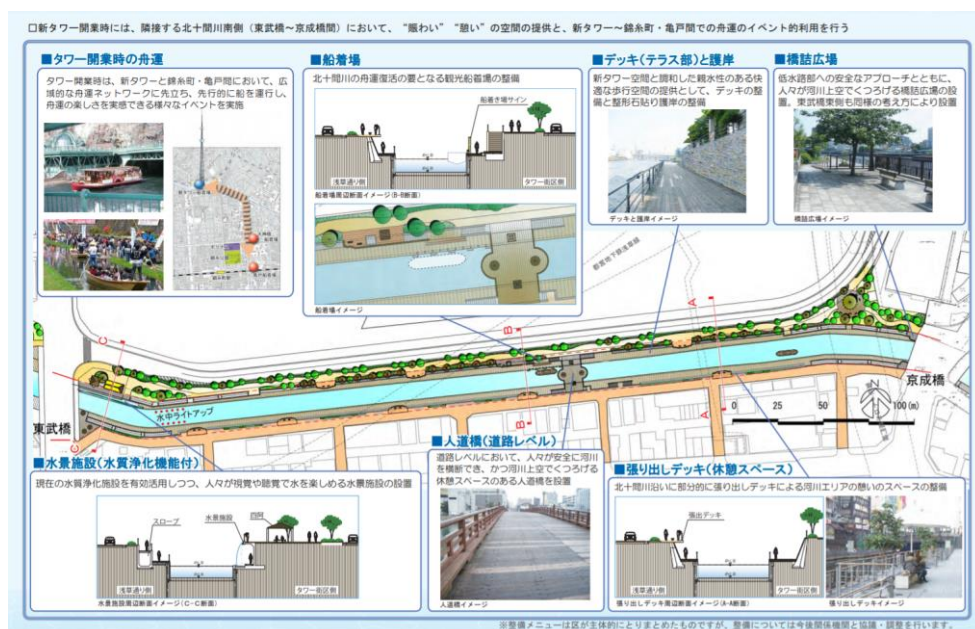 □新タワー開業時には、隣接する北十間川南側（東武橋～京成橋間）において、“賑わい”“憩い”の空間の提供と、新タワー～錦糸町・亀戸間での舟運のイベント的利用を行う
■タワー開業時の舟運
タワー開業時は、新タワーと錦糸町・亀戸間において、広
域的な舟運ネットワークに先立ち、先行的に船を運行し、
舟運の楽しさを実感できる様々なイベントを実施
■船着場
北十間川の舟運復活の要となる観光船着場の整備
船着き場サイン
浅草通り側
タワー街区側
船着場周辺断面イメージ(B-B断面)
船着場イメージ
■デッキ(テラス部)と護岸
新タワー空間と調和した親水性のある快
適な歩行空間の提供として、デッキの整
備と整形石貼り護岸の整備
デッキと護岸イメージ
■橋詰広場
低水路部への安全なアプローチとともに、
人々が河川上空でくつろげる橋詰広場の設
置。東武橋東側も同様の考え方により設置
橋詰広場イメージ
都営地下鉄浅草線
C
B
A
水中ライトアップ
東武橋
京成橋
C
B
A
0 25 50 100(m)
■水景施設(水質浄化機能付)
現在の水質浄化施設を有効活用しつつ、人々が視覚や聴覚で水を楽しめる水景施設の設置
スロープ
水景施設
四阿
浅草通り側
タワー街区側
水景施設周辺断面イメージ(C-C断面)
■人道橋(道路レベル)
道路レベルにおいて、人々が安全に河川
を横断でき、かつ河川上空でくつろげる
休憩スペースのある人道橋を設置
人道橋イメージ
■張り出しデッキ(休憩スペース)
北十間川沿いに部分的に張り出しデッキによる河川エリアの憩いのスペースの整備
張出デッキ
浅草通り側
タワー街区側
張り出しデッキ周辺断面イメージ(A-A断面)
張り出しデッキイメージ
※整備メニューは区が主体的にとりまとめたものですが、整備については今後関係機関と協議・調整を行います。